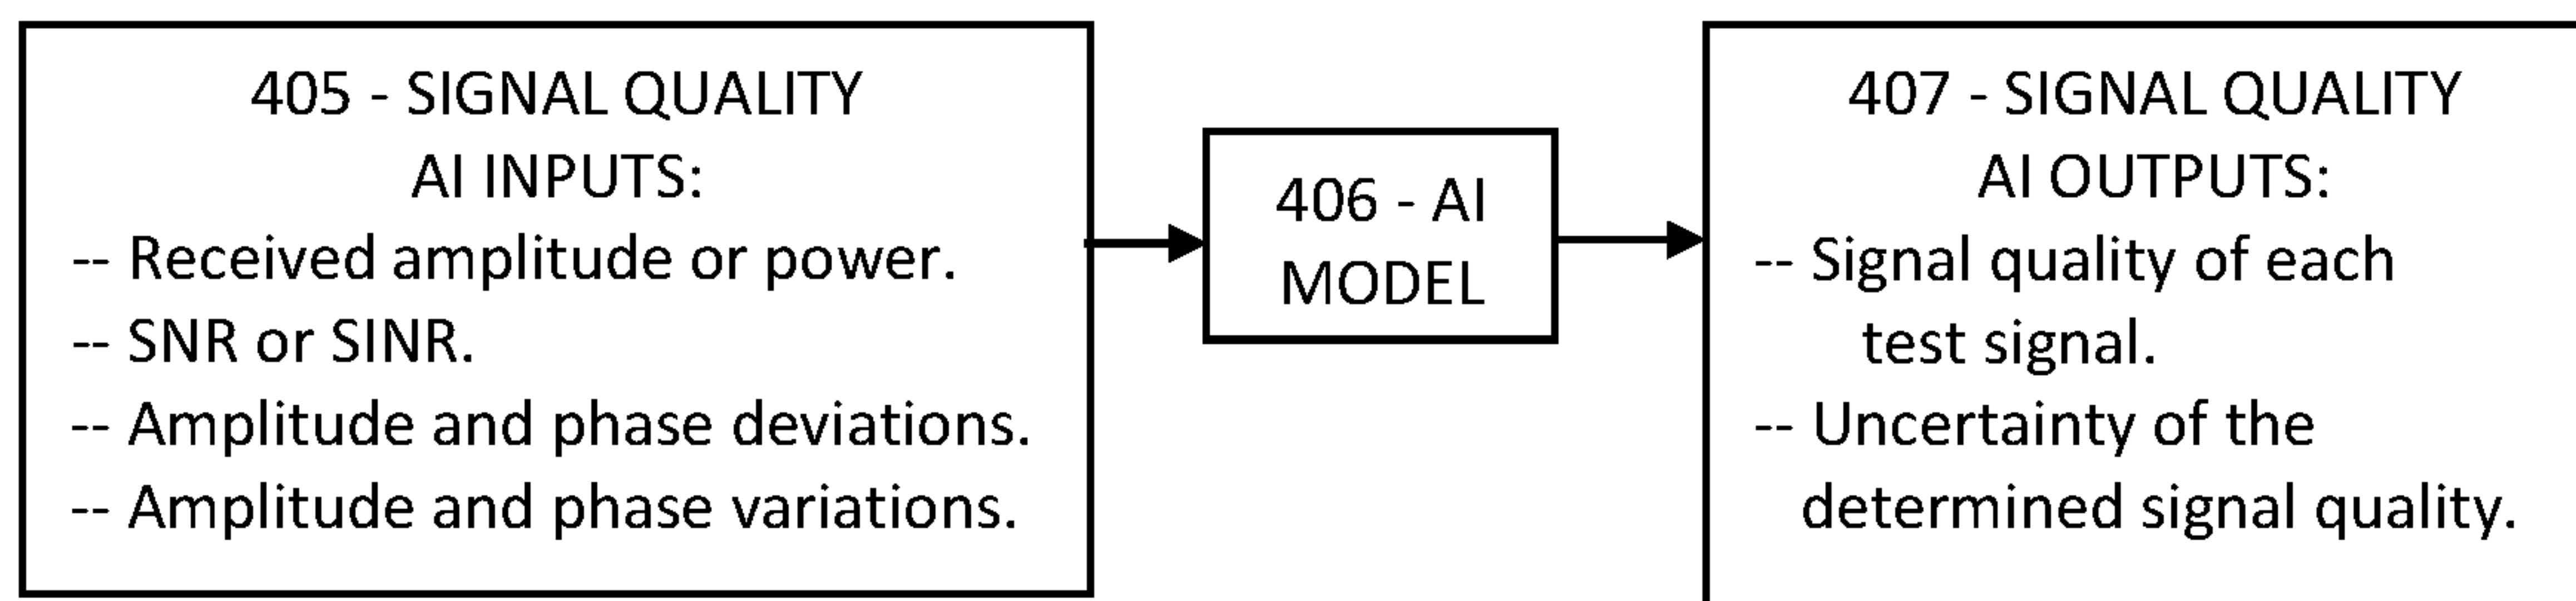 405 - SIGNAL QUALITY
AI INPUTS:
-- Received amplitude or power.
-- SNR or SINR.
-- Amplitude and phase deviations.
-- Amplitude and phase variations.
406 - AI
MODEL
407 - SIGNAL QUALITY
AI OUTPUTS:
-- Signal quality of each
test signal.
-- Uncertainty of the
determined signal quality.